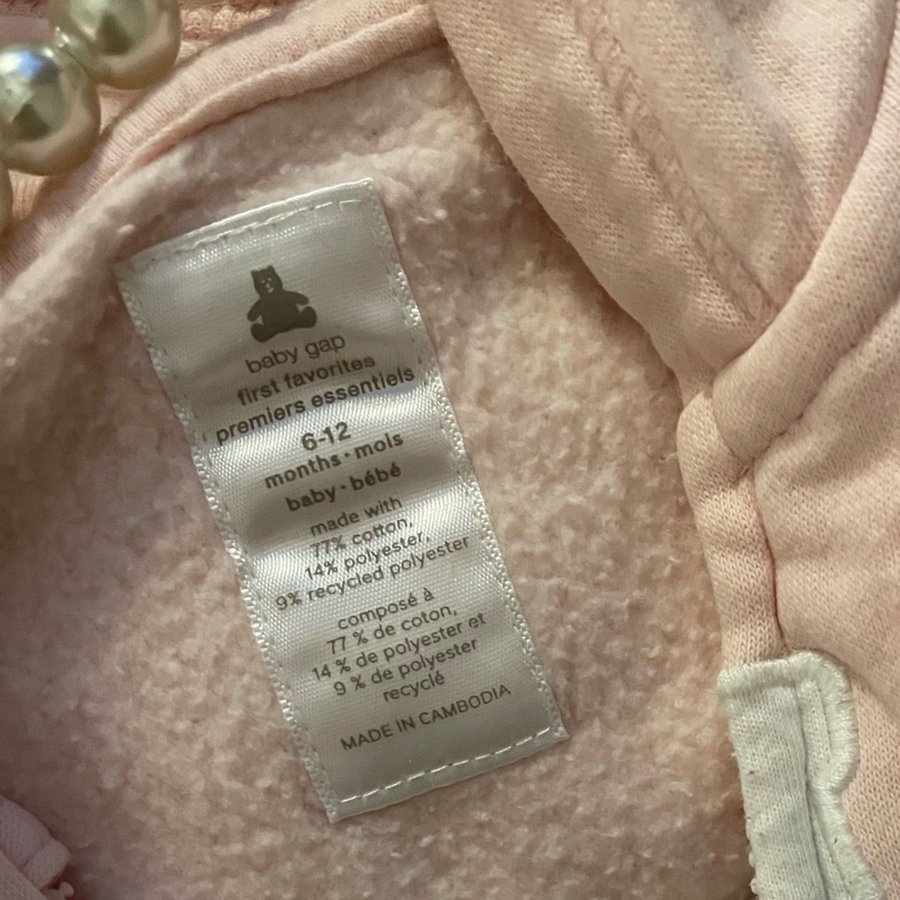 baby gap
first favorites
premiers essentiels
6-12
months • mois
baby - bébé
made with
77% cotton,
14% polyester,
9% recycled polyester
composé à
77 % de coton,
14 % de polyester et
9 % de polyester
recyclé
MADE IN CAMBODIA